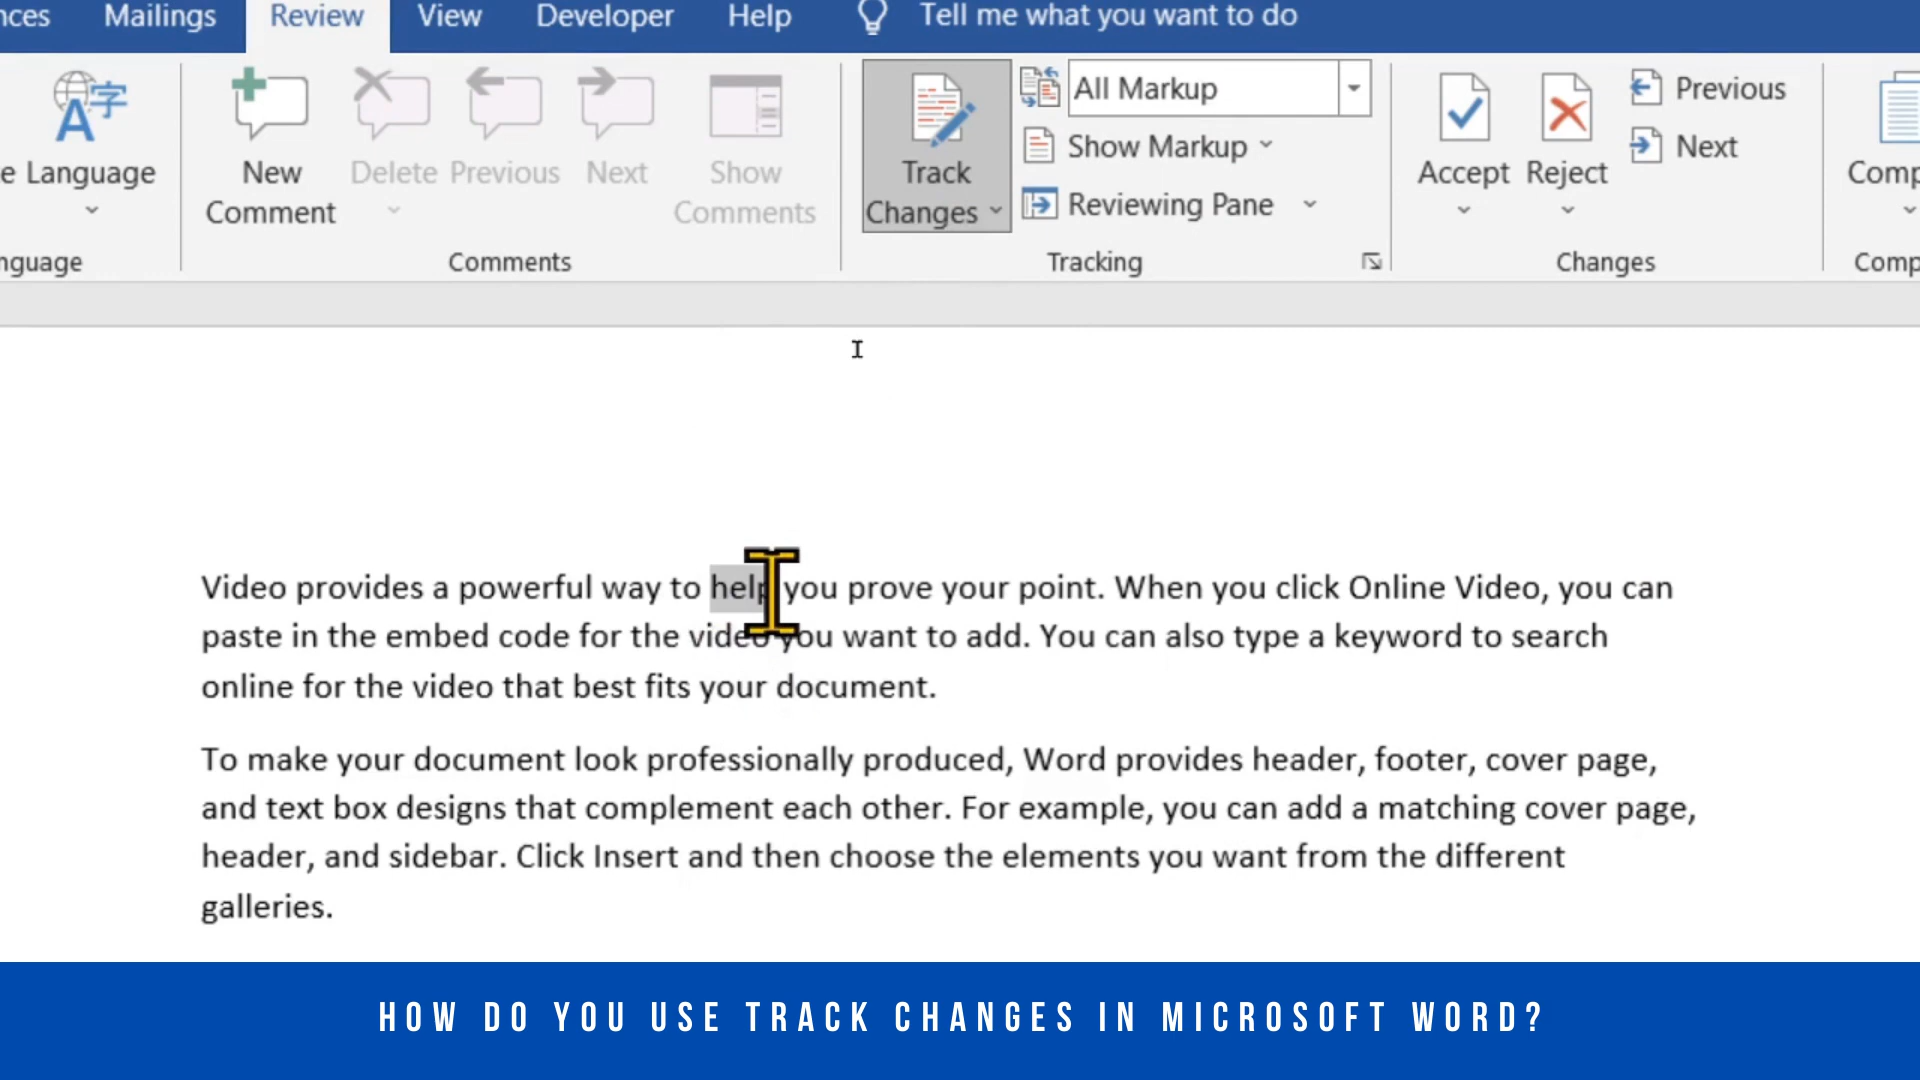 nces Mailings Review View Developer Help Tell me what you want to do
e Language
New Comment
Delete
Previous
Next
Show Comments
Track Changes
All Markup
Show Markup
Reviewing Pane
Accept
Reject
Previous
Next
Comp
nguage
Comments
Tracking
Changes
Comp
Video provides a powerful way to help you prove your point. When you click Online Video, you can
paste in the embed code for the video you want to add. You can also type a keyword to search
online for the video that best fits your document.
To make your document look professionally produced, Word provides header, footer, cover page,
and text box designs that complement each other. For example, you can add a matching cover page,
header, and sidebar. Click Insert and then choose the elements you want from the different
galleries.
HOW DO YOU USE TRACK CHANGES IN MICROSOFT WORD?